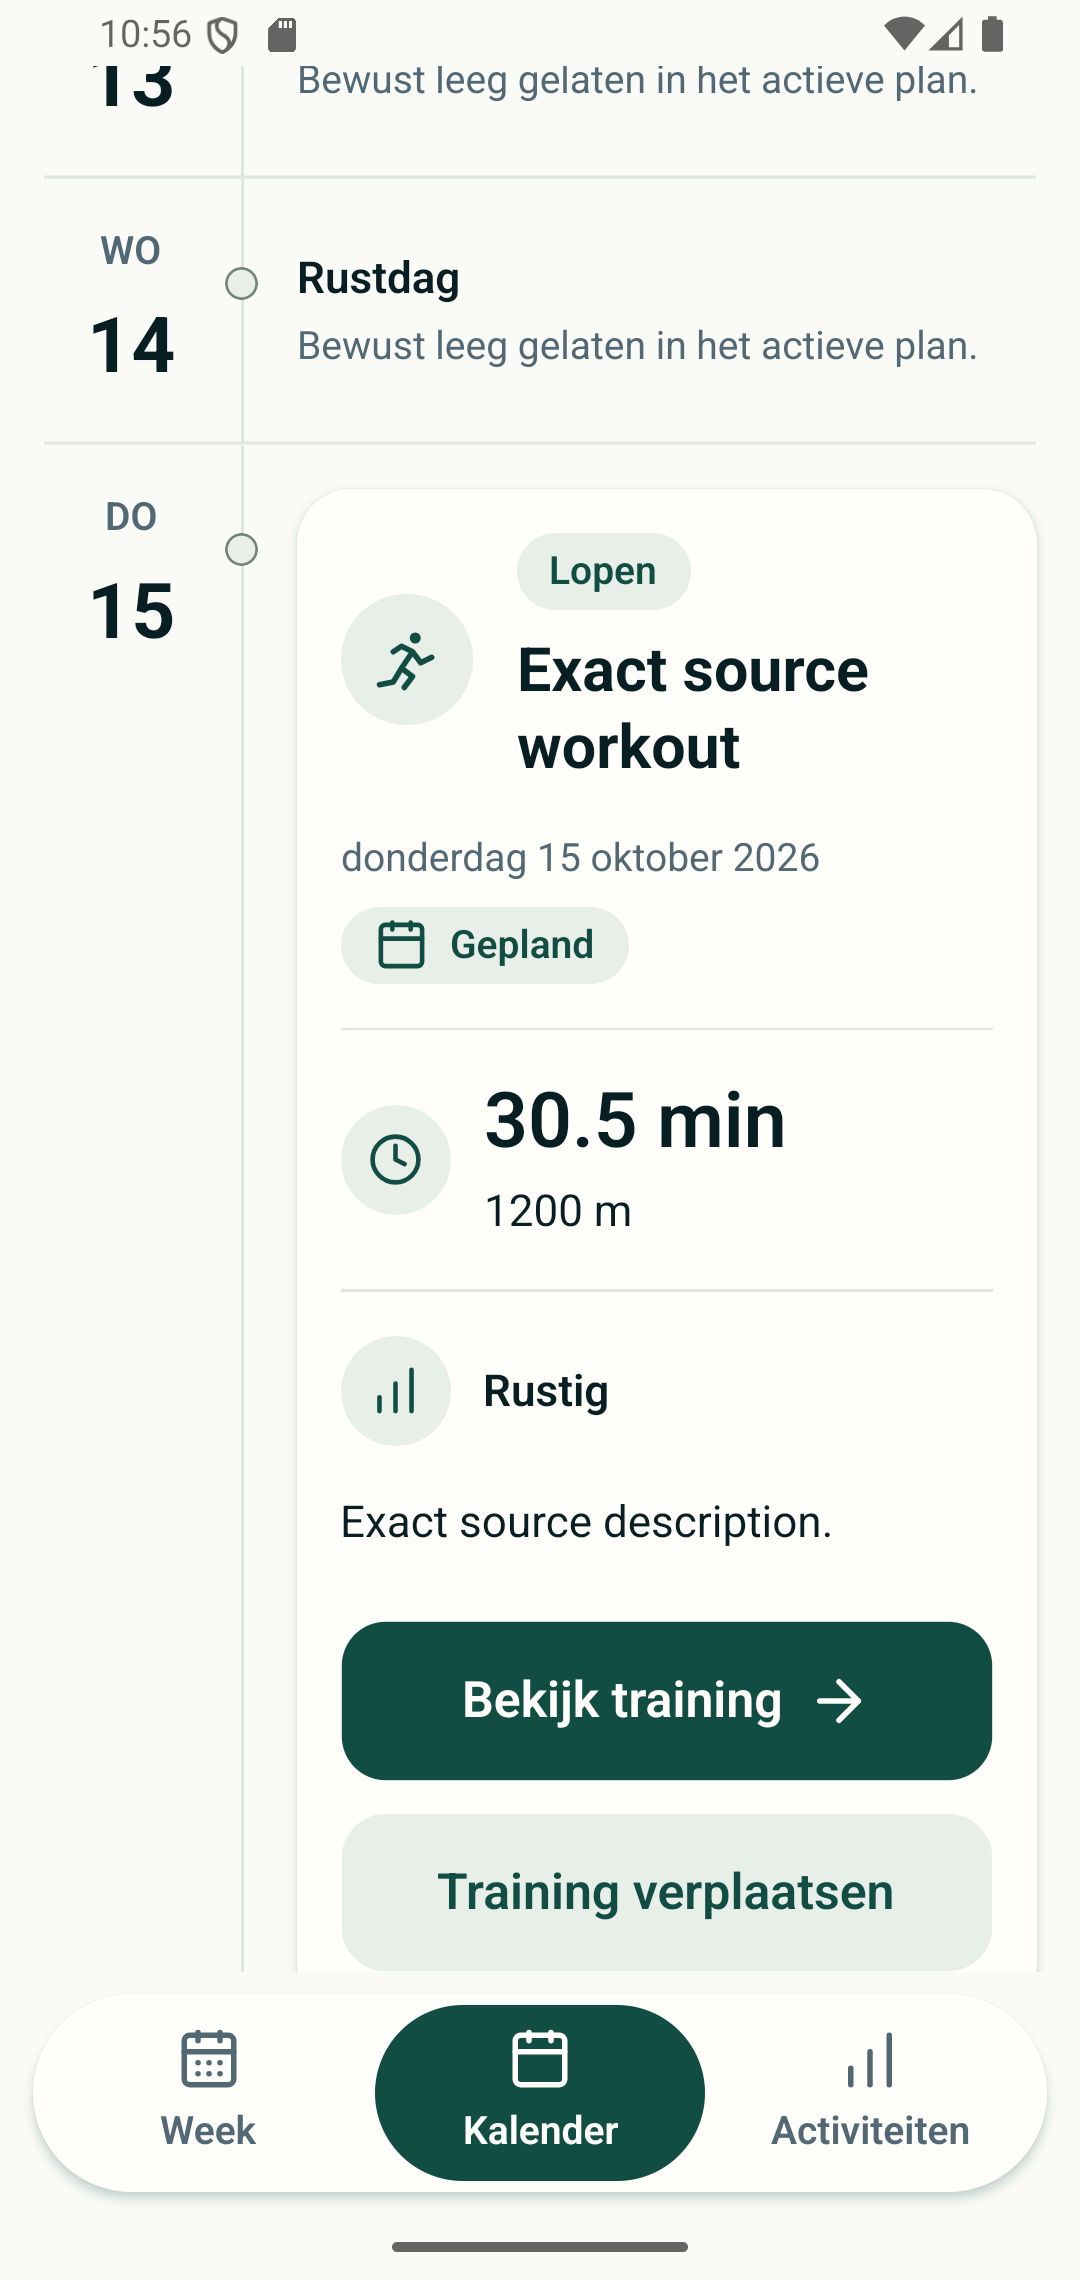 10:56
13
Bewust leeg gelaten in het actieve plan.
WO
14
Rustdag
Bewust leeg gelaten in het actieve plan.
DO
15
Lopen
Exact source
workout
donderdag 15 oktober 2026
Gepland
30.5 min
1200 m
Rustig
Exact source description.
Bekijk training
Training verplaatsen
Week
Kalender
Activiteiten